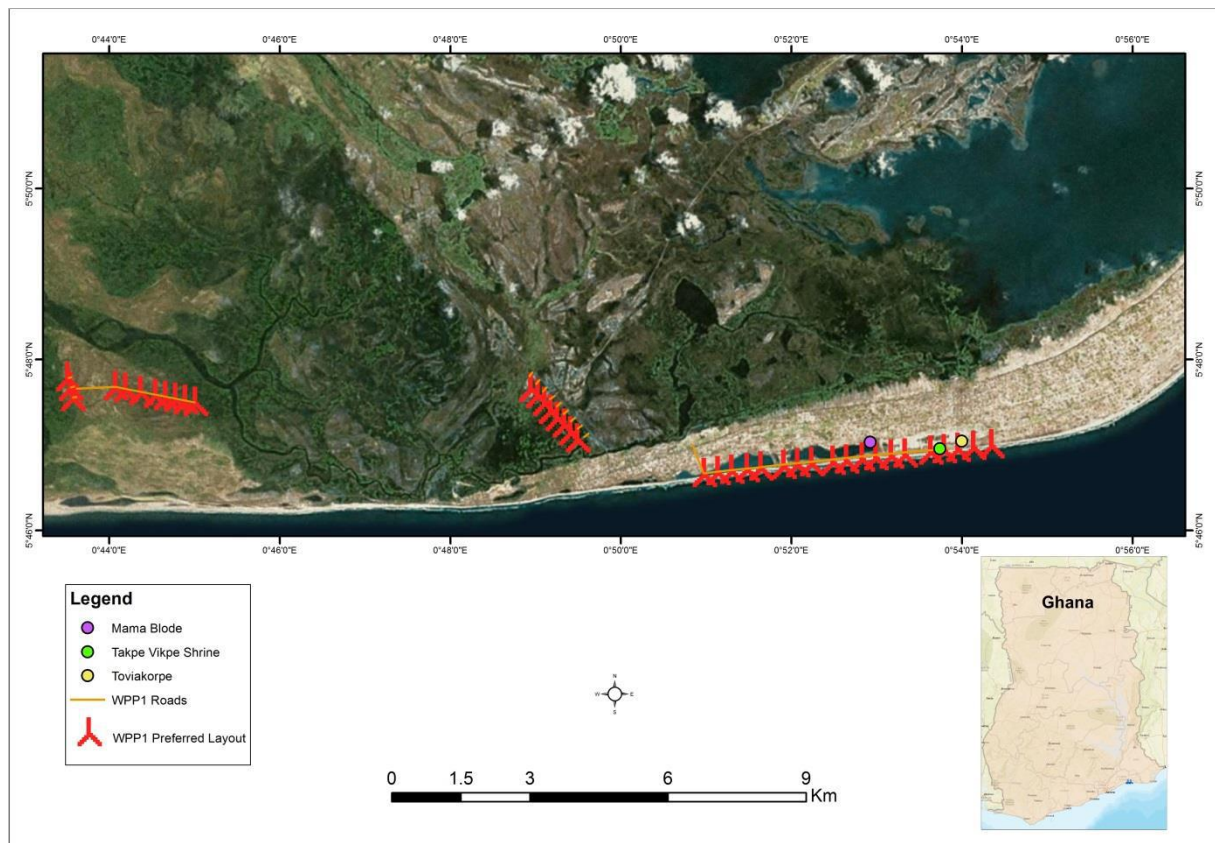 0°44'0"E 0°46'0"E 0°48'0"E 0°50'0"E 0°52'0"E 0°54'0"E 0°56'0"E
5°50'0"N 5°50'0"N
5°48'0"N 5°48'0"N
5°46'0"N 5°46'0"N
0°44'0"E 0°46'0"E 0°48'0"E 0°50'0"E 0°52'0"E 0°54'0"E 0°56'0"E
Legend
Mama Blode
Takpe Vikpe Shrine
Toviakorpe
WPP1 Roads
WPP1 Preferred Layout
N
W E
S
0 1.5 3 6 9
Km
Ghana